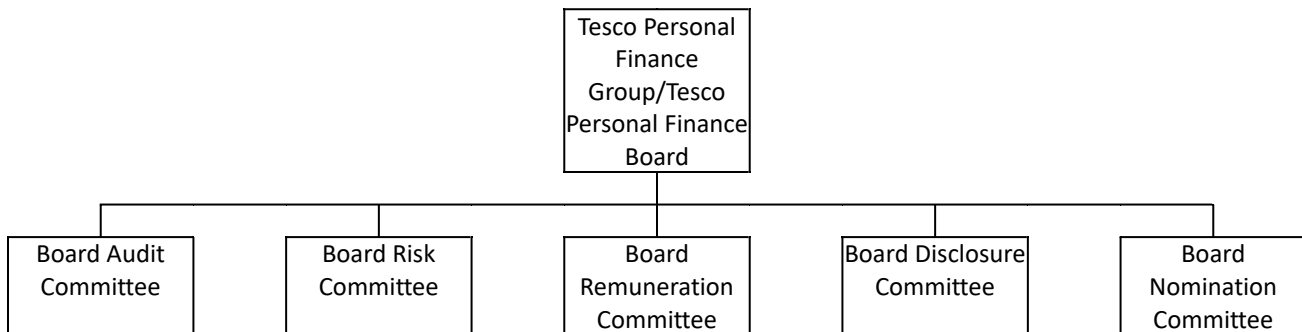 Tesco Personal
Finance
Group/Tesco
Personal Finance
Board
Board Audit
Committee
Board Risk
Committee
Board
Remuneration
Committee
Board Disclosure
Committee
Board
Nomination
Committee